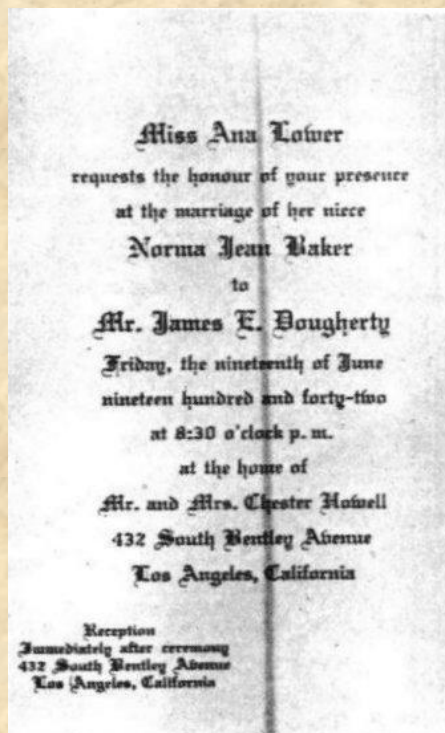 Miss Ana Lower
requests the honour of your presence
at the marriage of her niece
Norma Jean Baker
to
Mr. James E. Dougherty
Friday, the nineteenth of June
nineteen hundred and forty-two
at 8:30 o'clock p. m.
at the home of
Mr. and Mrs. Chester Howell
432 South Bentley Avenue
Los Angeles, California
Reception
Immediately after ceremony
432 South Bentley Avenue
Los Angeles, California